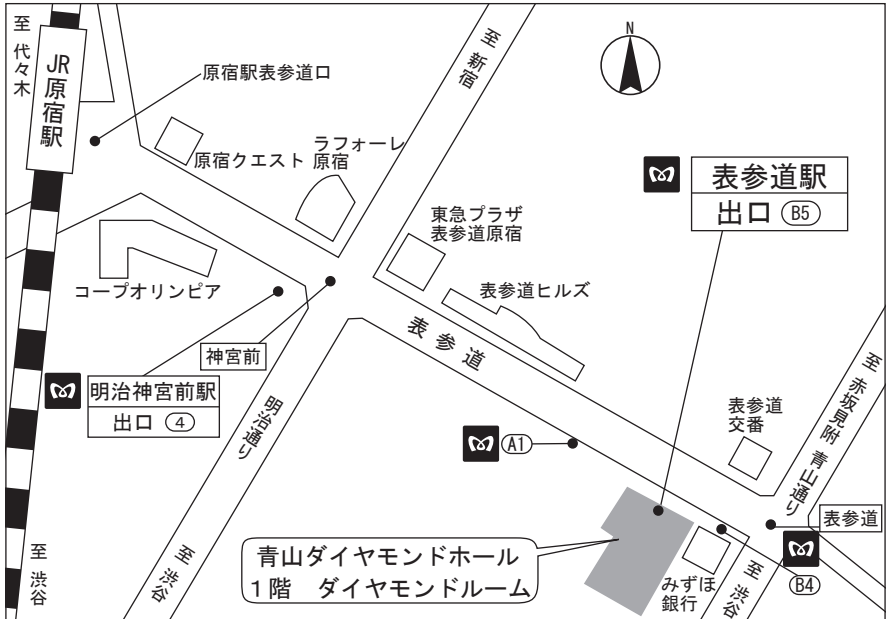 至 代々木
JR原宿駅
原宿駅表参道口
原宿クエスト
ラフォーレ
原宿
至 新宿
N
表参道駅
出口 B5
東急プラザ
表参道原宿
表参道ヒルズ
コープオリンピア
神宮前
明治神宮前駅
出口 4
表参道
明治通り
A1
表参道
交番
至 赤坂見附 青山通り
表参道
B4
青山ダイヤモンドホール
1階 ダイヤモンドルーム
みずほ
銀行
至 渋谷
至 渋谷
至 渋谷